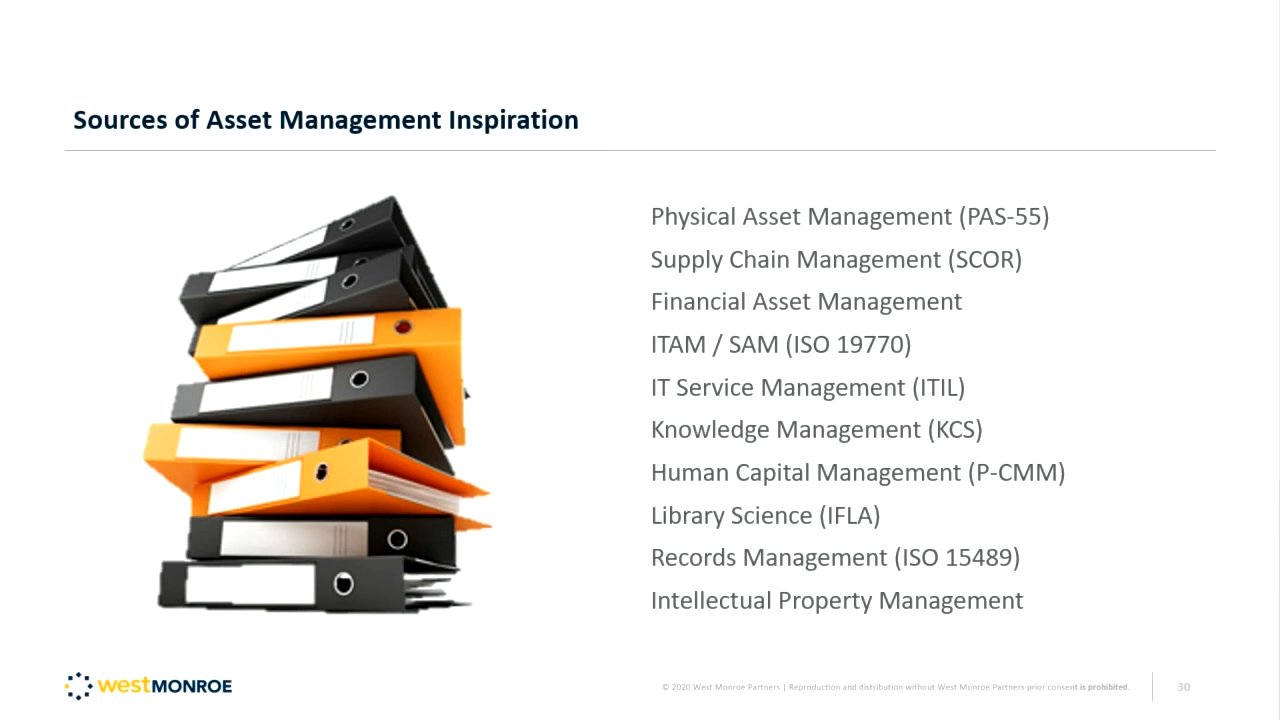 Sources of Asset Management Inspiration
Physical Asset Management (PAS-55)
Supply Chain Management (SCOR)
Financial Asset Management
ITAM / SAM (ISO 19770)
IT Service Management (ITIL)
Knowledge Management (KCS)
Human Capital Management (P-CMM)
Library Science (IFLA)
Records Management (ISO 15489)
Intellectual Property Management
westMONROE
© 2020 West Monroe Partners | Reproduction and distribution without West Monroe Partners prior consent is prohibited.
30